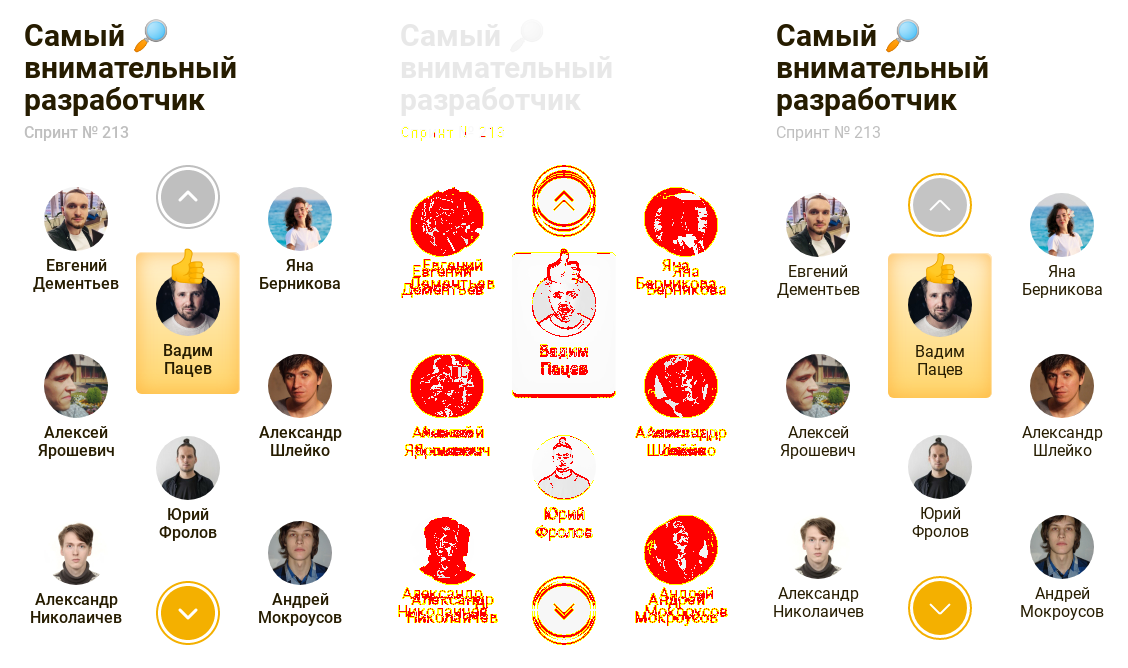 Самый 🔎
внимательный
разработчик
Спринт № 213
Евгений
Дементьев
Яна
Берникова
Вадим
Пацев
Алексей
Ярошевич
Александр
Шлейко
Юрий
Фролов
Александр
Николаичев
Андрей
Мокроусов
Самый 🔎
внимательный
разработчик
Спринт № 213
Евгений
Дементьев
Яна
Берникова
Вадим
Пацев
Алексей
Ярошевич
Александр
Шлейко
Юрий
Фролов
Александр
Николаичев
Андрей
Мокроусов
Самый 🔎
внимательный
разработчик
Спринт № 213
Евгений
Дементьев
Яна
Берникова
Вадим
Пацев
Алексей
Ярошевич
Александр
Шлейко
Юрий
Фролов
Александр
Николаичев
Андрей
Мокроусов